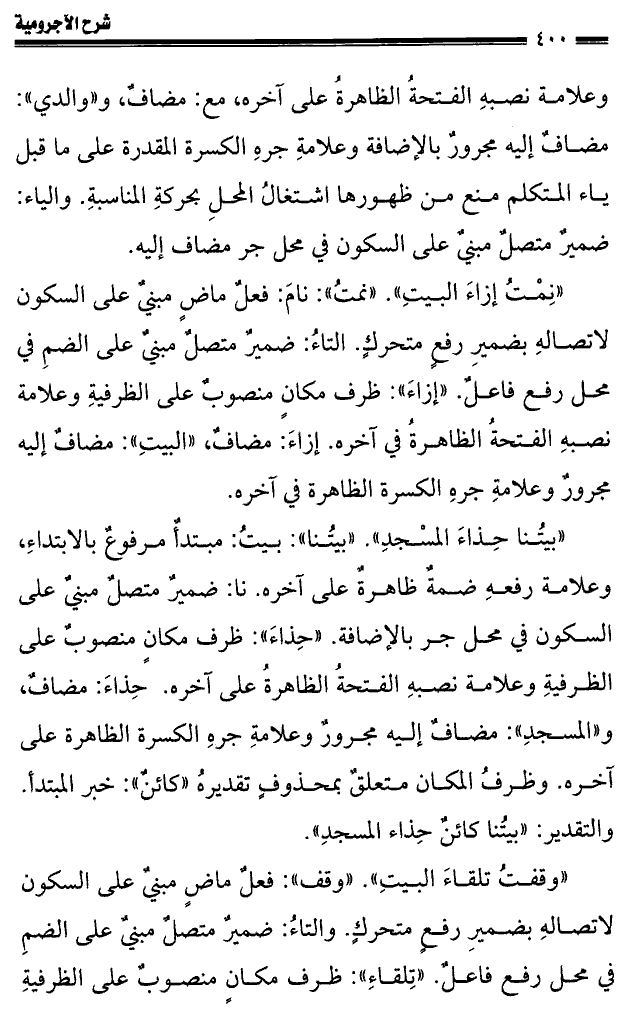 شرح الآجرومية
٤٠٠
وعلامة نصبهِ الفتحةُ الظاهرةُ على آخره، مع: مضافٌ، و«والدي»:
مضافٌ إليه مجرورٌ بالإضافة وعلامةِ جرهِ الكسرة المقدرة على ما قبل
ياء المتكلم منع من ظهورها اشتغالُ المحلِ بحركةِ المناسبةِ. والياء:
ضميرٌ متصلٌ مبنيٌ على السكون في محل جر مضاف إليه.
«نِمْتُ إزاءَ البيتِ». «نمتُ»: نامَ: فعلٌ ماضٍ مبنيٌ على السكون
لاتصالهِ بضميرِ رفعٍ متحركٍ. التاءُ: ضميرٌ متصلٌ مبنيٌ على الضمِ في
محل رفع فاعلٌ. «إزاءَ»: ظرف مكانٍ منصوبٌ على الظرفيةِ وعلامة
نصبهِ الفتحةُ الظاهرةُ في آخره. إزاءَ: مضافٌ، «البيتِ»: مضافٌ إليه
مجرورٌ وعلامةِ جرهِ الكسرة الظاهرة في آخره.
«بيتُنا حِذاءَ المسْجدِ». «بيتُنا»: بيتُ: مبتدأٌ مرفوعٌ بالابتداءِ،
وعلامة رفعهِ ضمةٌ ظاهرةٌ على آخره. نا: ضميرٌ متصلٌ مبنيٌ على
السكون في محل جر بالإضافة. «حِذاءَ»: ظرف مكانٍ منصوبٌ على
الظرفيةِ وعلامة نصبهِ الفتحةُ الظاهرةُ على آخره. حِذاءَ: مضافٌ،
و«المسجدِ»: مضافٌ إليه مجرورٌ وعلامةِ جرهِ الكسرة الظاهرة على
آخره. وظرفُ المكان متعلقٌ بمحذوفٍ تقديرهُ «كائنٌ»: خبر المبتدأ.
والتقدير: «بيتُنا كائنٌ حِذاء المسجدِ».
«وقفتُ تلقاءَ البيتِ». «وقف»: فعلٌ ماضٍ مبنيٌ على السكون
لاتصالهِ بضميرِ رفعٍ متحركٍ. والتاءُ: ضميرٌ متصلٌ مبنيٌ على الضمِ
في محل رفع فاعلٌ. «تِلقاءِ»: ظرف مكانٍ منصوبٌ على الظرفيةِ